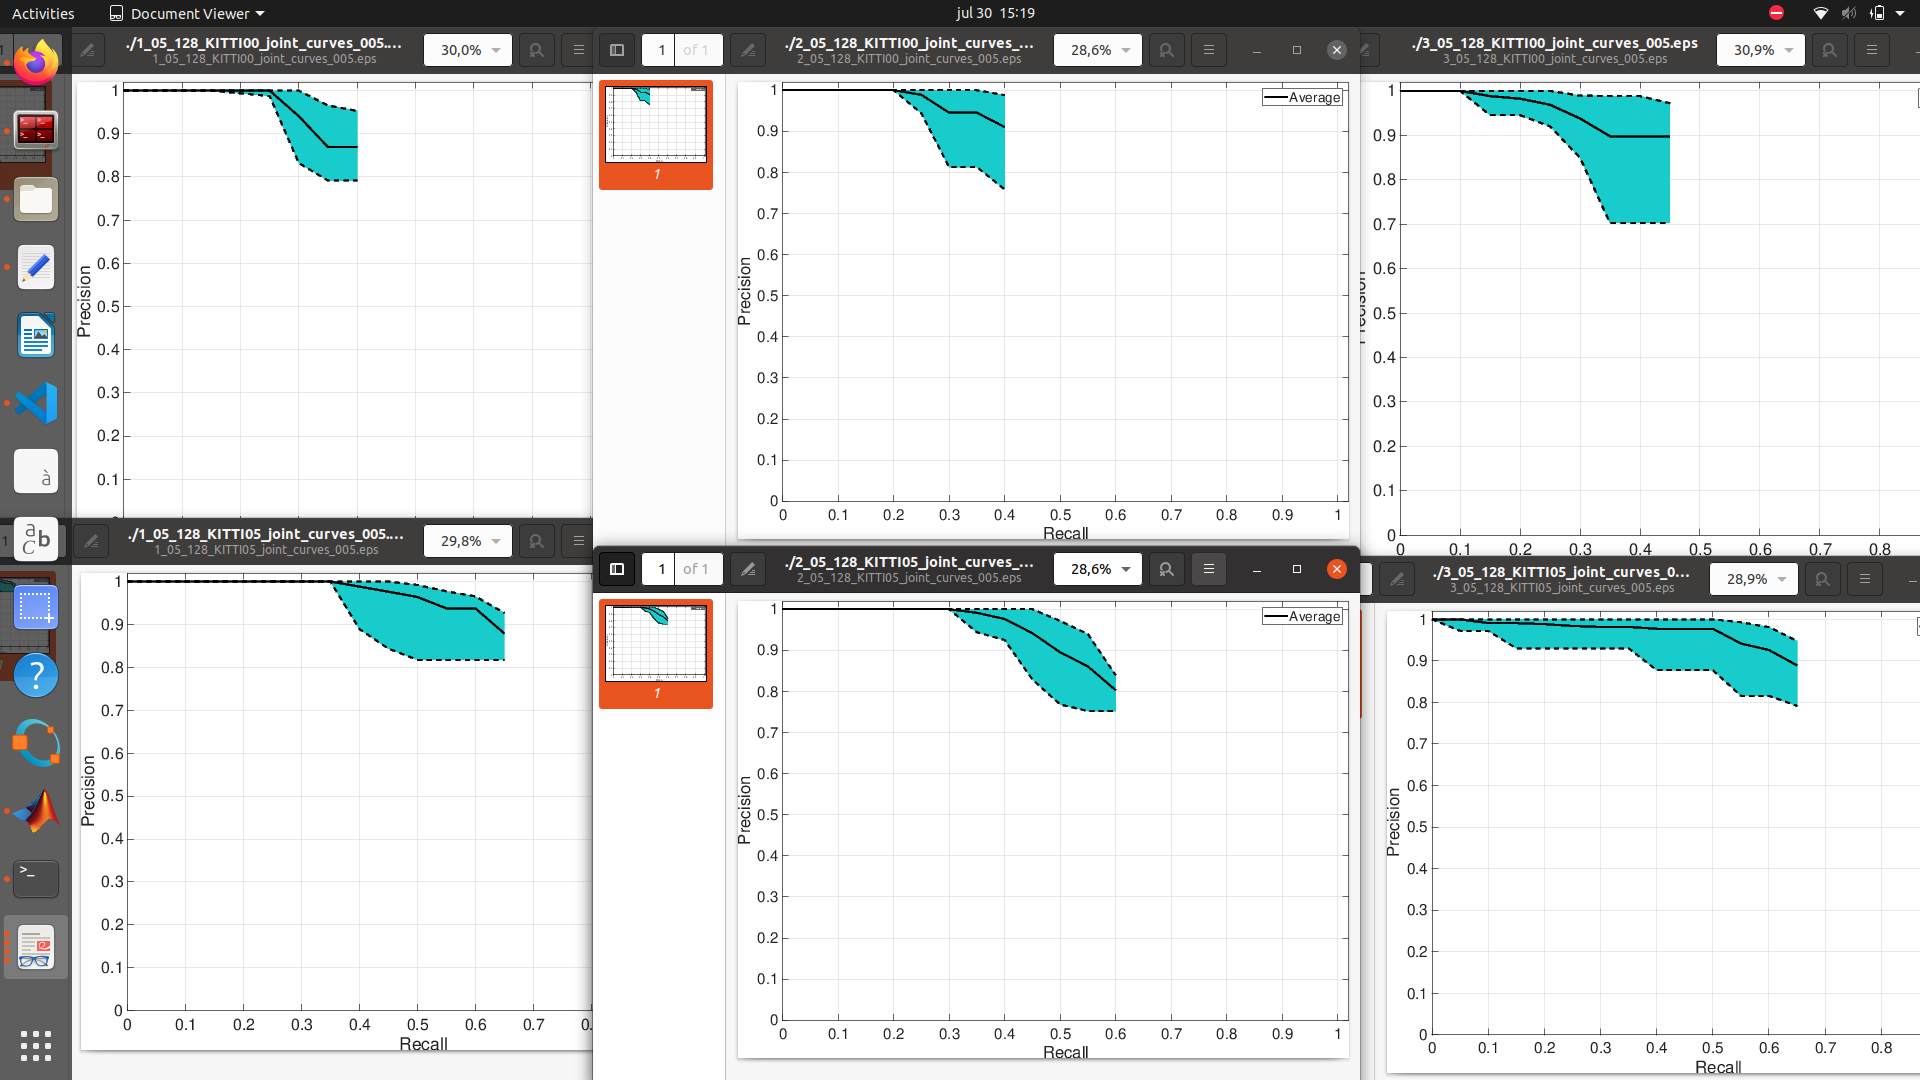 Activities Document Viewer jul 30 15:19
./1_05_128_KITTI00_joint_curves_005.... 30,0%
1_05_128_KITTI00_joint_curves_005.eps
1
0.9
0.8
0.7
0.6
0.5
0.4
0.3
0.2
0.1
Precision
1 of 1 ./2_05_128_KITTI00_joint_curves_... 28,6%
2_05_128_KITTI00_joint_curves_005.eps
1
Average
1
0.9
0.8
0.7
0.6
0.5
0.4
0.3
0.2
0.1
0
Precision
0 0.1 0.2 0.3 0.4 0.5 0.6 0.7 0.8 0.9 1
Recall
./3_05_128_KITTI00_joint_curves_005.eps 30,9%
3_05_128_KITTI00_joint_curves_005.eps
1
0.9
0.8
0.7
0.6
0.5
0.4
0.3
0.2
0.1
0
0 0.1 0.2 0.3 0.4 0.5 0.6 0.7 0.8
./1_05_128_KITTI05_joint_curves_005.... 29,8%
1_05_128_KITTI05_joint_curves_005.eps
1
0.9
0.8
0.7
0.6
0.5
0.4
0.3
0.2
0.1
0
Precision
0 0.1 0.2 0.3 0.4 0.5 0.6 0.7
Recall
1 of 1 ./2_05_128_KITTI05_joint_curves_... 28,6%
2_05_128_KITTI05_joint_curves_005.eps
1
Average
1
0.9
0.8
0.7
0.6
0.5
0.4
0.3
0.2
0.1
0
Precision
0 0.1 0.2 0.3 0.4 0.5 0.6 0.7 0.8 0.9 1
Recall
./3_05_128_KITTI05_joint_curves_0... 28,9%
3_05_128_KITTI05_joint_curves_005.eps
1
0.9
0.8
0.7
0.6
0.5
0.4
0.3
0.2
0.1
0
Precision
0 0.1 0.2 0.3 0.4 0.5 0.6 0.7 0.8
Recall